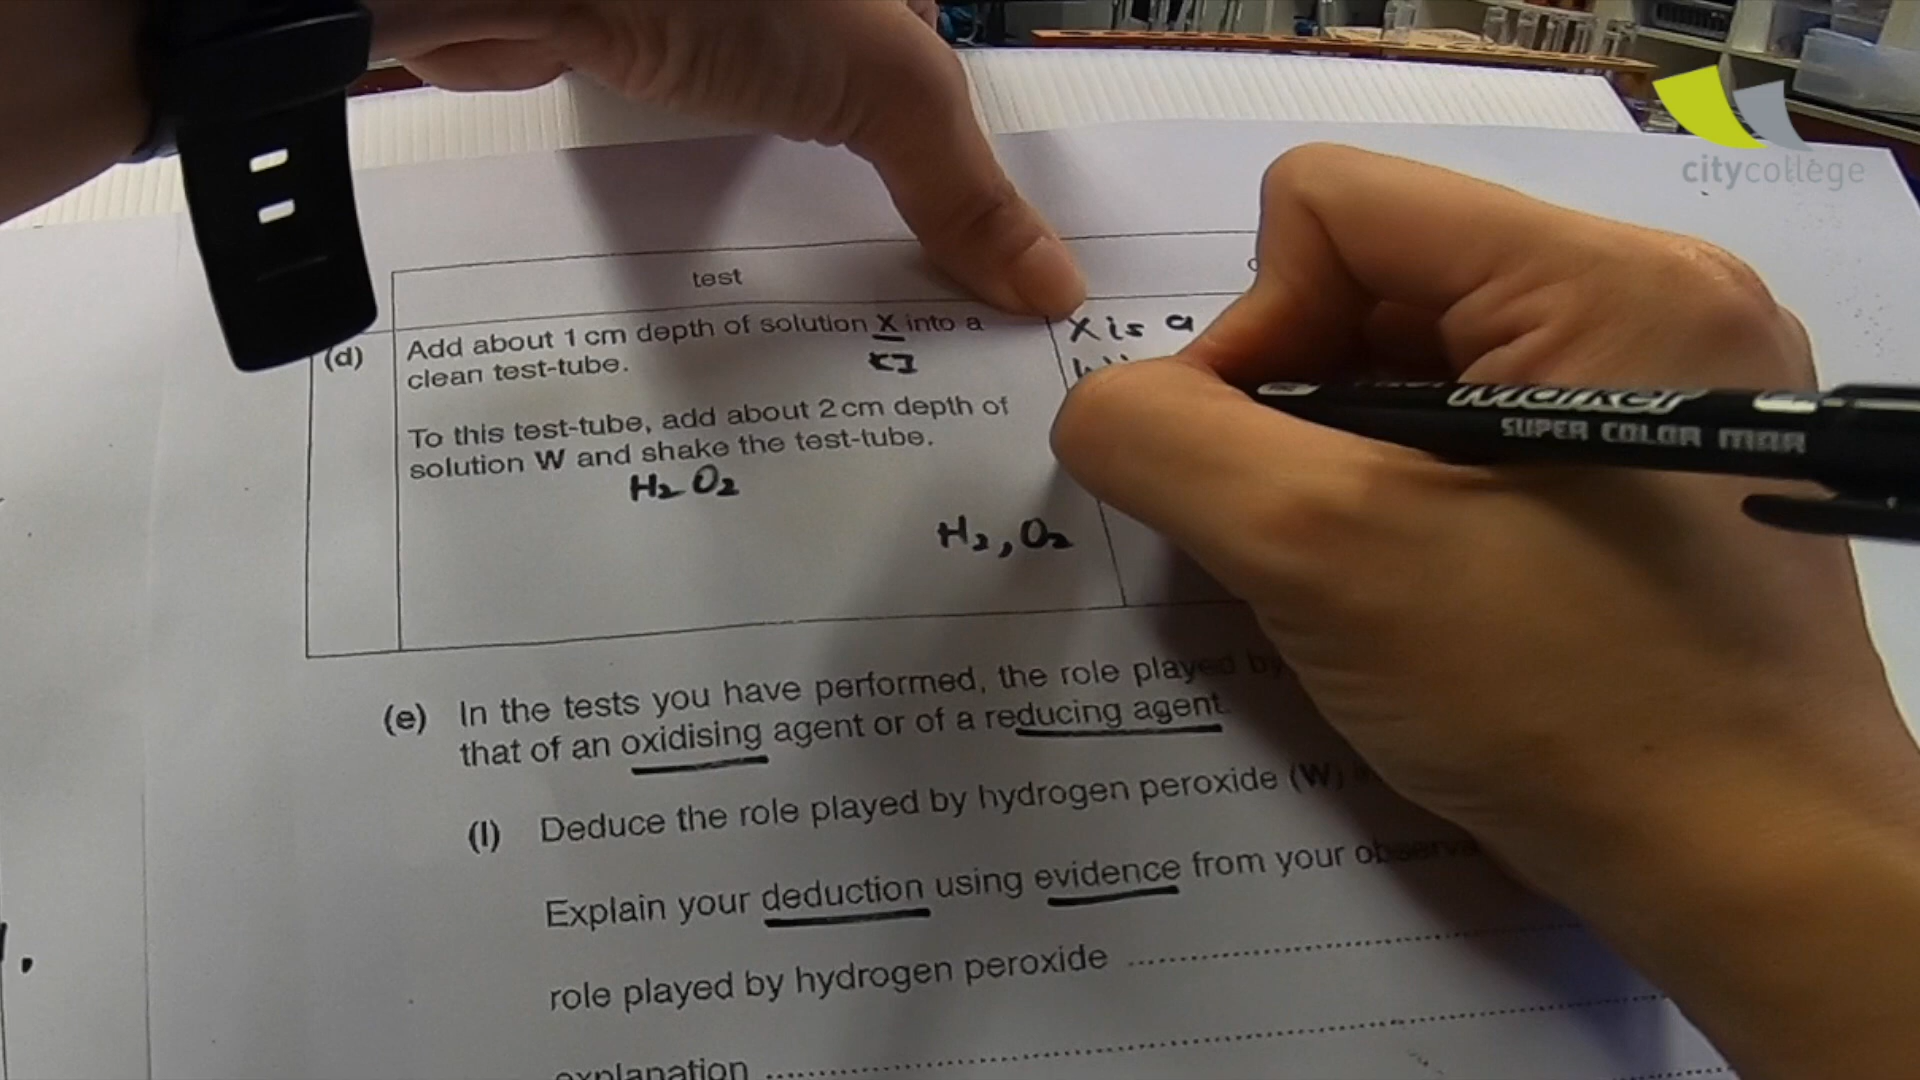 citycollege
test
(d)
Add about 1 cm depth of solution X into a
clean test-tube.
KI
To this test-tube, add about 2 cm depth of
solution W and shake the test-tube.
H2O2
H2, O2
X is a
Marker
SUPER COLOR
(e) In the tests you have performed, the role played by
that of an oxidising agent or of a reducing agent.
(i) Deduce the role played by hydrogen peroxide (W)
Explain your deduction using evidence from your
role played by hydrogen peroxide
explanation